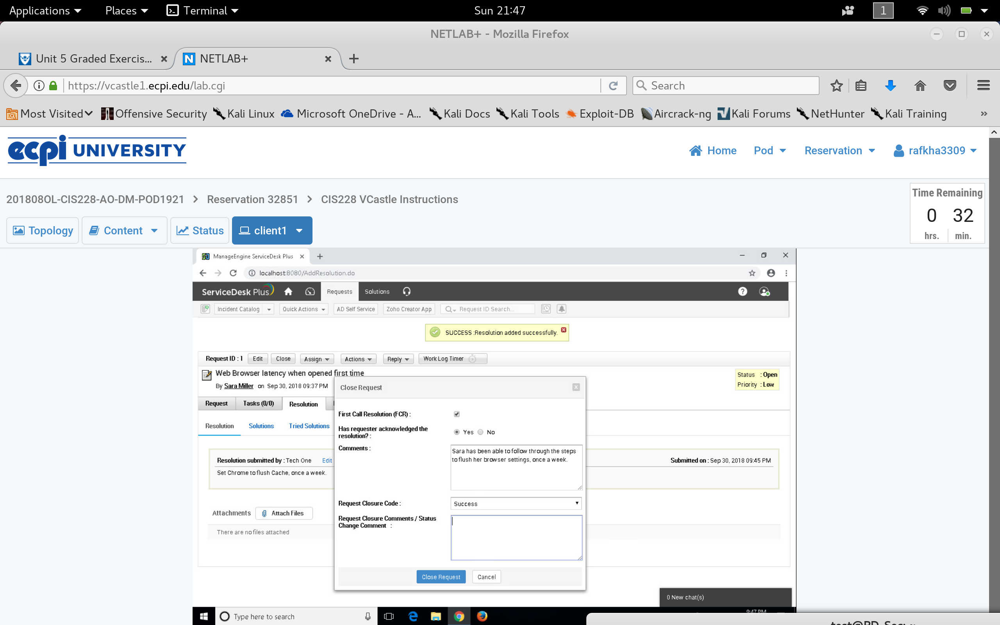 Applications Places Terminal Sun 21:47 1
NETLAB+ - Mozilla Firefox
Unit 5 Graded Exercis... NETLAB+
https://vcastle1.ecpi.edu/lab.cgi Search
Most Visited Offensive Security Kali Linux Microsoft OneDrive - A... Kali Docs Kali Tools Exploit-DB Aircrack-ng Kali Forums NetHunter Kali Training »
ecpi UNIVERSITY Home Pod Reservation rafkha3309
201808OL-CIS228-AO-DM-POD1921 > Reservation 32851 > CIS228 VCastle Instructions
Time Remaining
0 32
hrs. min.
Topology Content Status client1
ManageEngine ServiceDesk Plus
localhost:8080/AddResolution.do
ServiceDesk Plus Requests Solutions
Incident Catalog Quick Actions AD Self Service Zoho Creator App Request ID Search...
SUCCESS :Resolution added successfully.
Request ID : 1 Edit Close Assign Actions Reply Work Log Timer
Web Browser latency when opened first time
By Sara Miller on Sep 30, 2018 09:37 PM
Status : Open
Priority : Low
Request Tasks (0/0) Resolution
Resolution Solutions Tried Solutions
Resolution submitted by : Tech One Edit
Submitted on : Sep 30, 2018 09:45 PM
Set Chrome to flush Cache, once a week.
Attachments Attach Files
There are no files attached
Close Request
First Call Resolution (FCR) :
Has requester acknowledged the
resolution? : Yes No
Comments :
Sara has been able to follow through the steps
to flush her browser settings, once a week.
Request Closure Code : Success
Request Closure Comments / Status
Change Comment :
Close Request Cancel
0 New chat(s)
Type here to search
9:47 PM